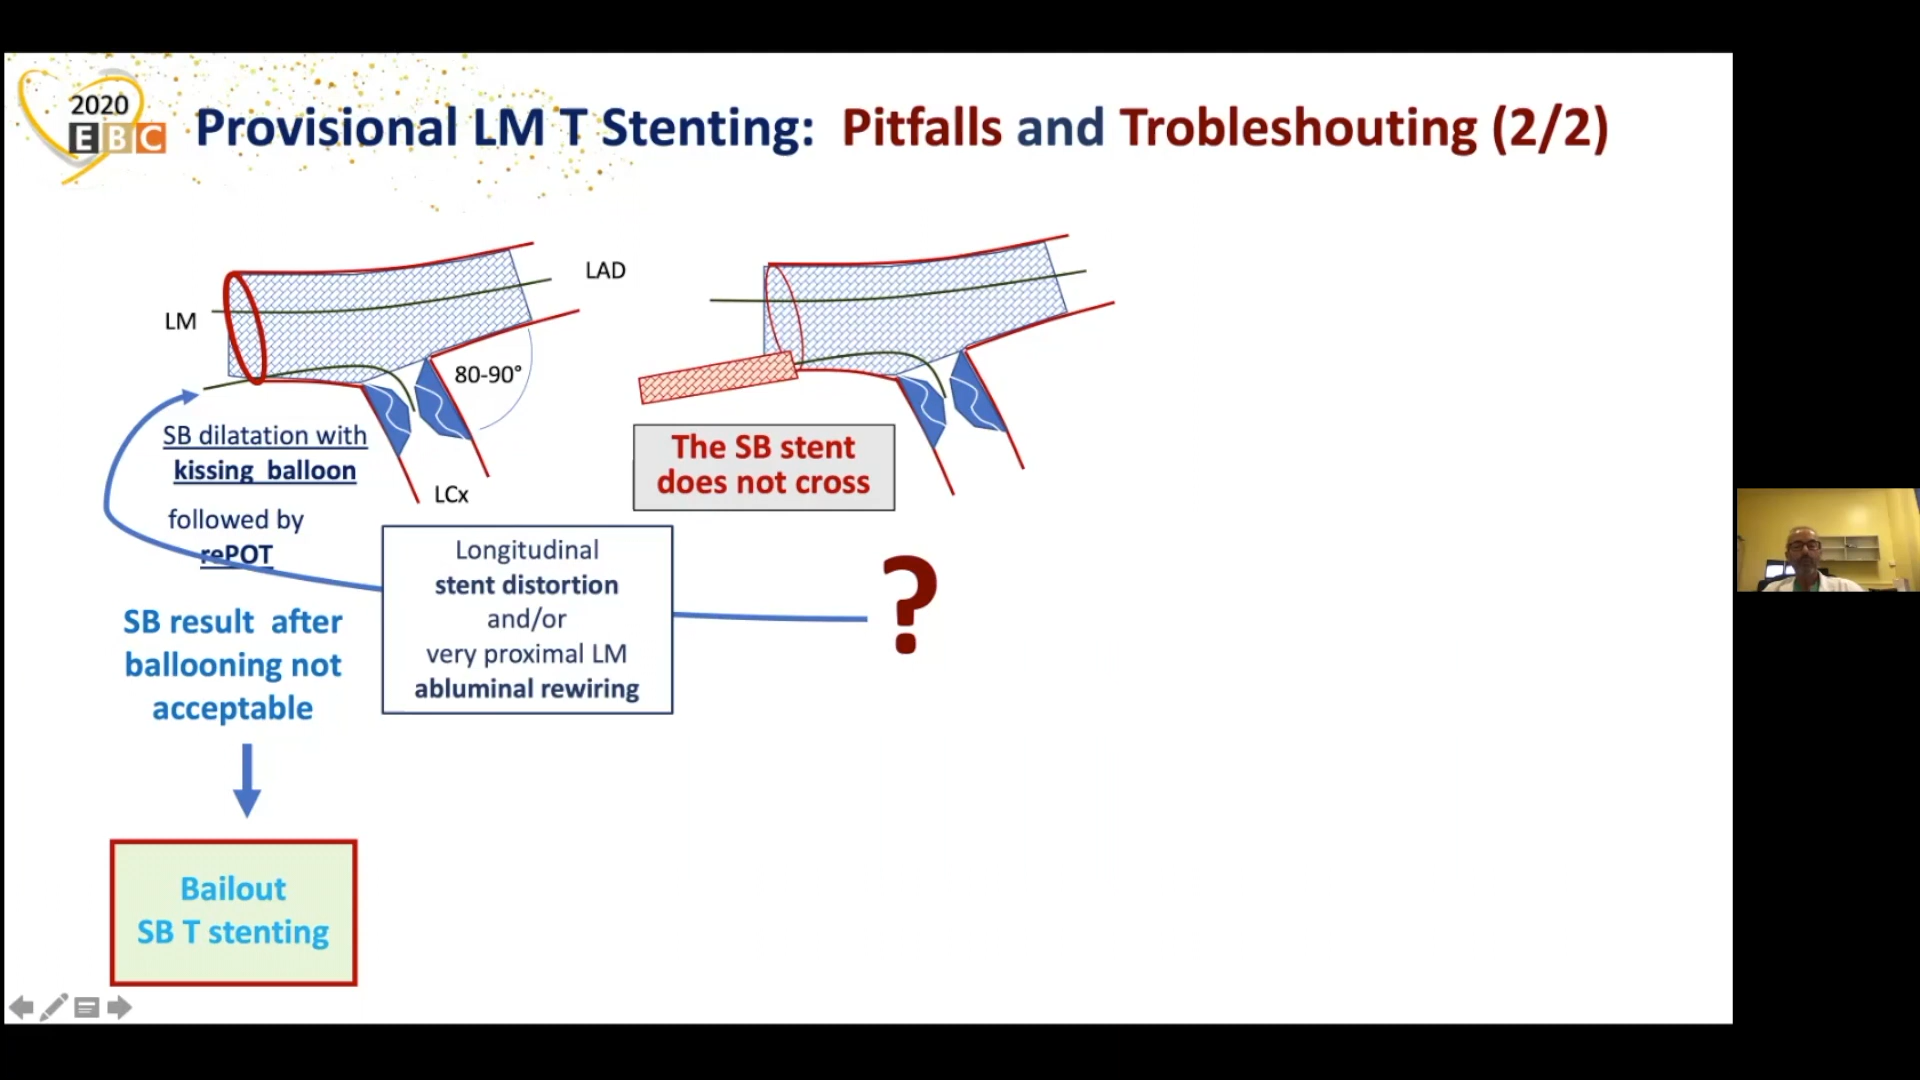 2020
EBC
Provisional LM T Stenting: Pitfalls and Trobleshouting (2/2)
LAD
LM
80-90°
SB dilatation with
kissing balloon
followed by
rePOT
LCx
The SB stent
does not cross
Longitudinal
stent distortion
and/or
very proximal LM
abluminal rewiring
?
SB result after
ballooning not
acceptable
Bailout
SB T stenting